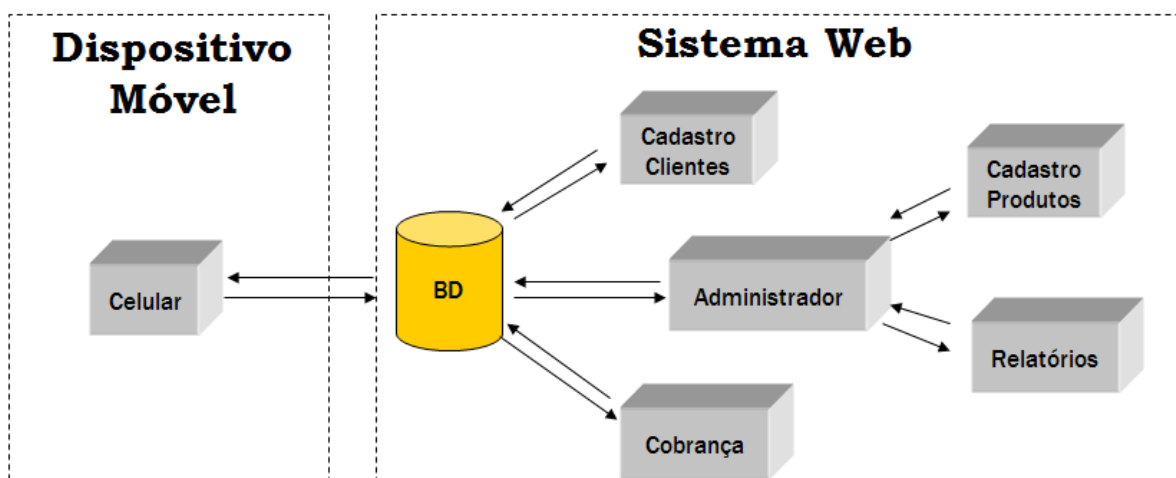 Dispositivo
Móvel
Sistema Web
Cadastro
Clientes
Cadastro
Produtos
Celular
BD
Administrador
Relatórios
Cobrança